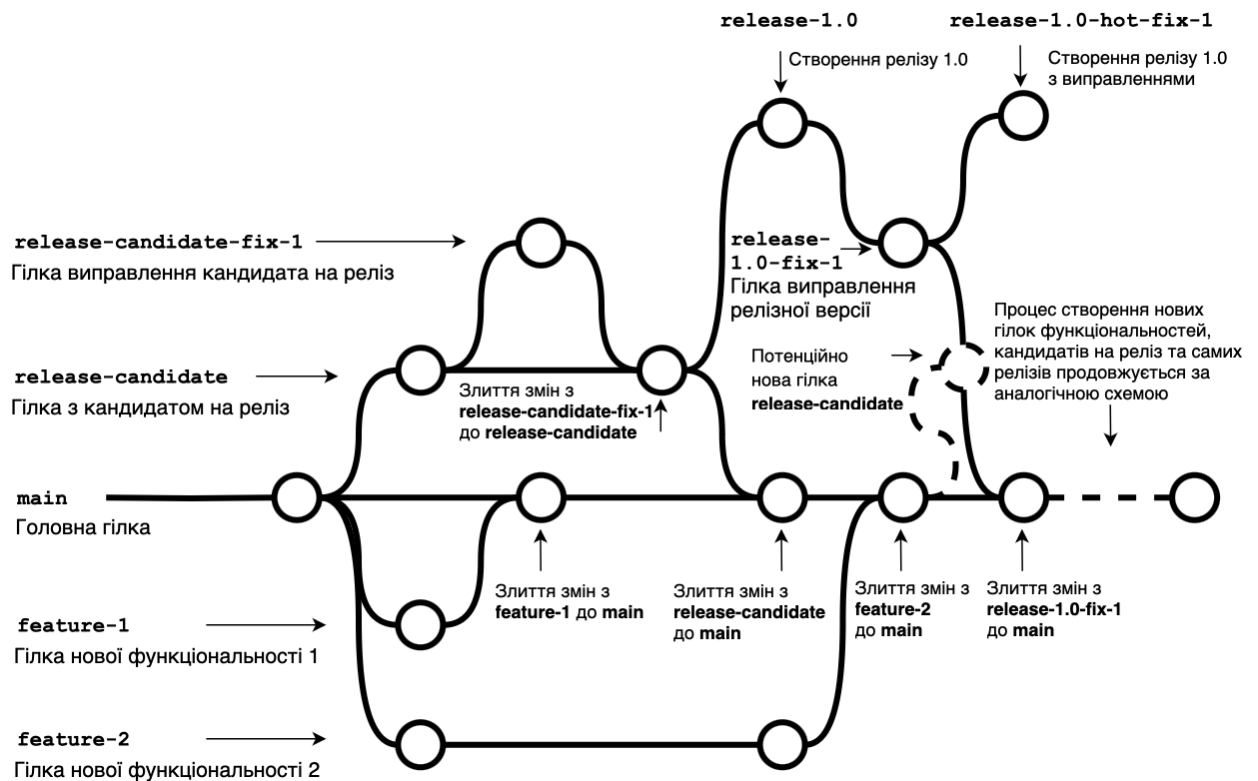 release-1.0
release-1.0-hot-fix-1
Створення релізу 1.0
Створення релізу 1.0
з виправленнями
release-candidate-fix-1
Гілка виправлення кандидата на реліз
release-
1.0-fix-1
Гілка виправлення
релізної версії
Процес створення нових
гілок функціональностей,
кандидатів на реліз та самих
релізів продовжується за
аналогічною схемою
Потенційно
нова гілка
release-candidate
release-candidate
Гілка з кандидатом на реліз
Злиття змін з
release-candidate-fix-1
до release-candidate
main
Головна гілка
Злиття змін з
feature-1 до main
Злиття змін з
release-candidate
до main
Злиття змін з
feature-2
до main
Злиття змін з
release-1.0-fix-1
до main
feature-1
Гілка нової функціональності 1
feature-2
Гілка нової функціональності 2